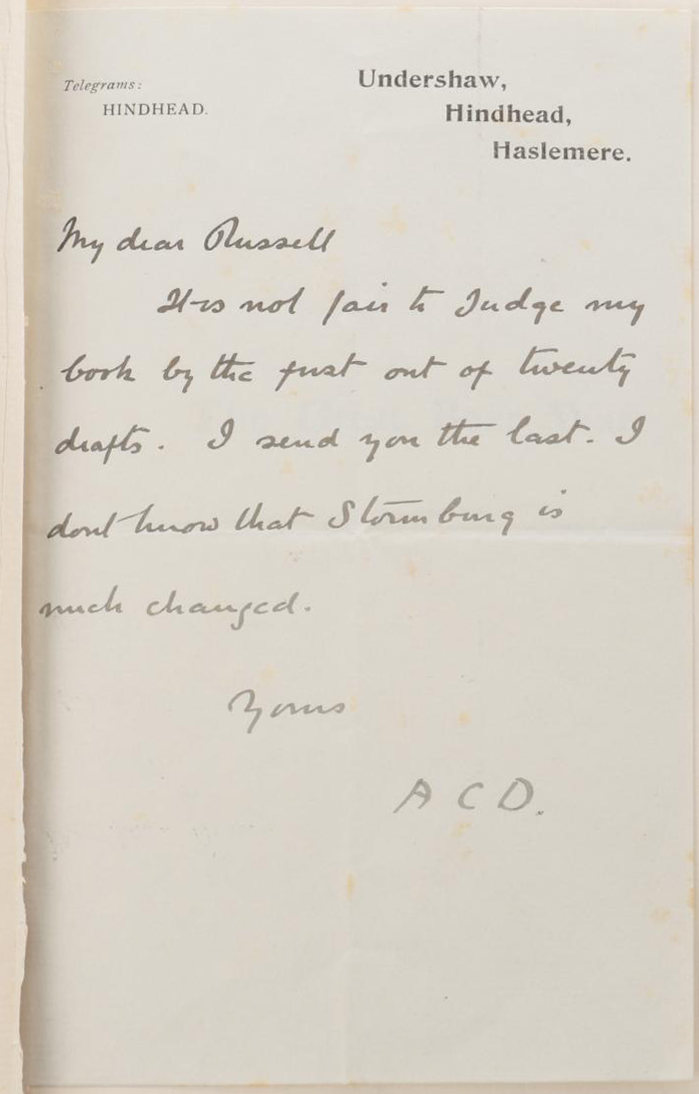 Telegrams:
HINDHEAD.
Undershaw,
Hindhead,
Haslemere.
My dear Russell
It is not fair to Judge my
book by the first out of twenty
drafts. I send you the last. I
dont know that Stormburg is
much changed.
Yours
A C D.